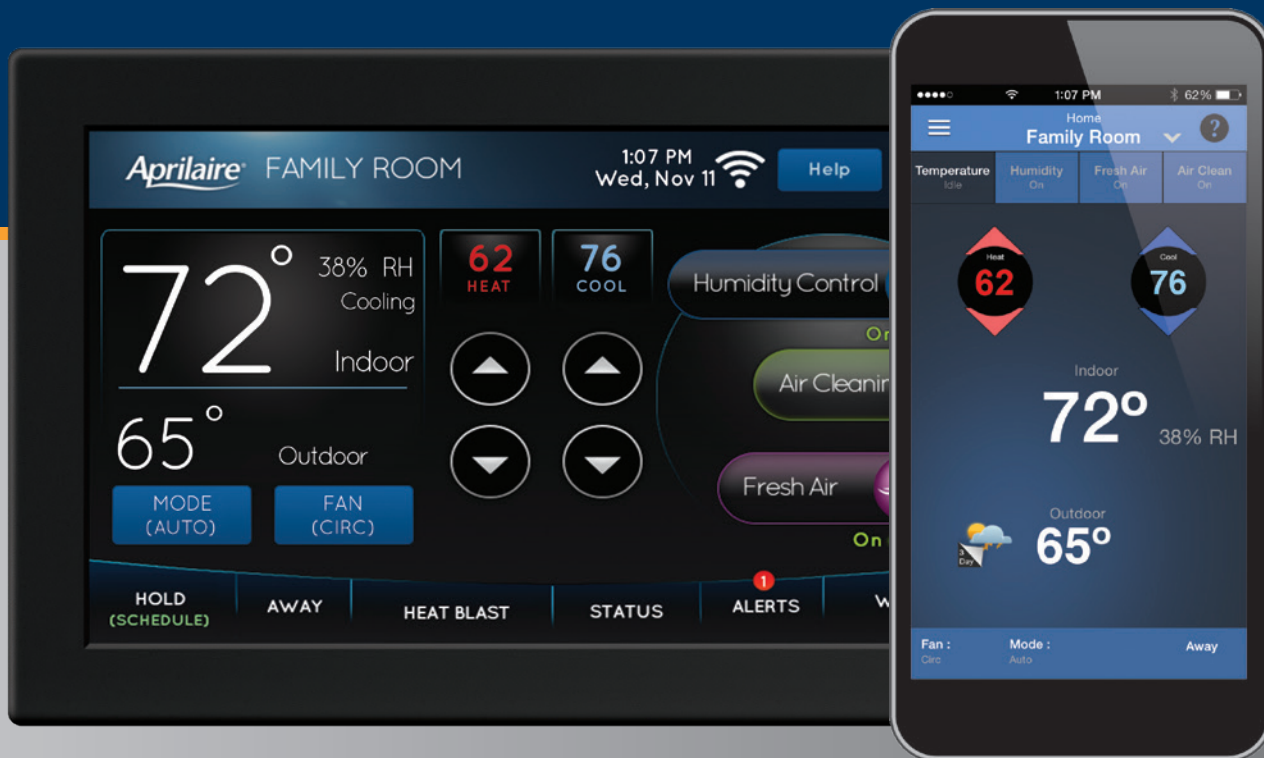 Aprilaire® FAMILY ROOM
1:07 PM
Wed, Nov 11
Help
72°
38% RH
Cooling
Indoor
65°
Outdoor
MODE
(AUTO)
FAN
(CIRC)
62
HEAT
76
COOL
Humidity Control
Air
Fresh Air
On
HOLD
(SCHEDULE)
AWAY
HEAT BLAST
STATUS
1
ALERTS
1:07 PM
62%
Home
Family Room
?
Temperature
Idle
Humidity
On
Fresh Air
On
Air Clean
On
Heat
62
Cool
76
Indoor
72°
38% RH
Outdoor
3
Day
65°
Fan :
Circ
Mode :
Auto
Away